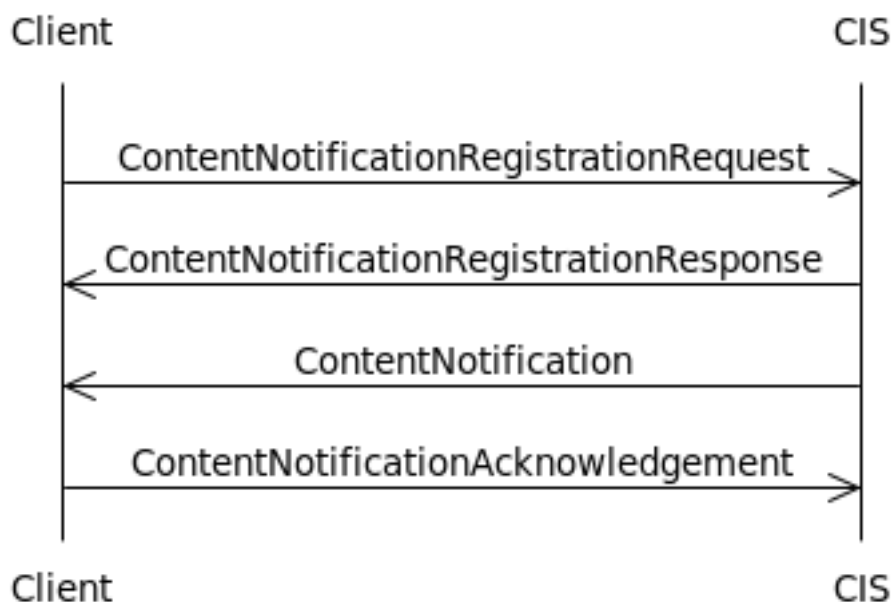 Client CIS
ContentNotificationRegistrationRequest
ContentNotificationRegistrationResponse
ContentNotification
ContentNotificationAcknowledgement
Client CIS